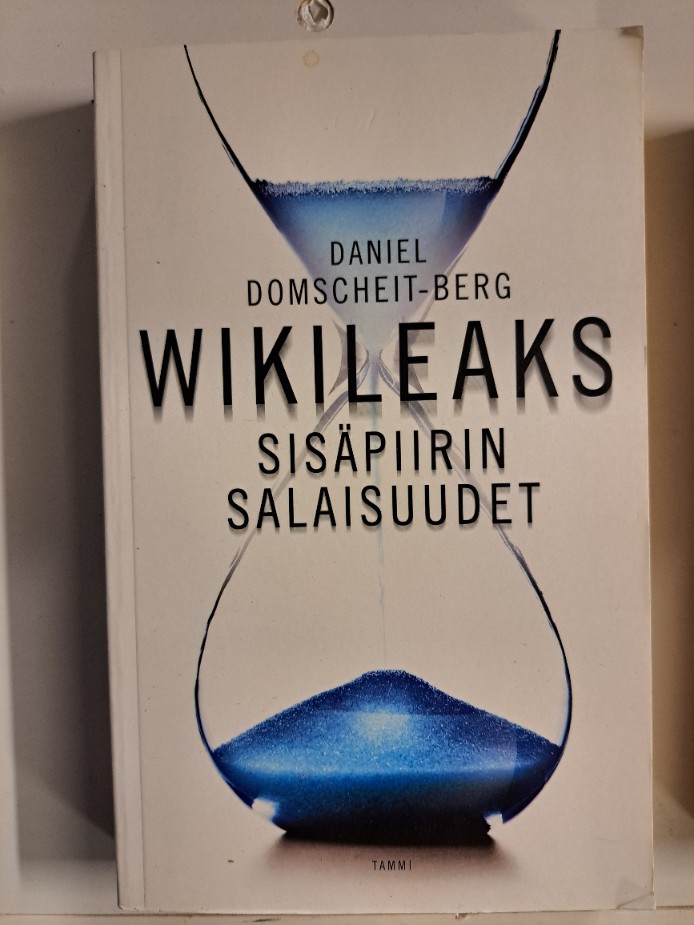 DANIEL
DOMSCHEIT-BERG
WIKILEAKS
SISÄPIIRIN
SALAISUUDET
TAMMI